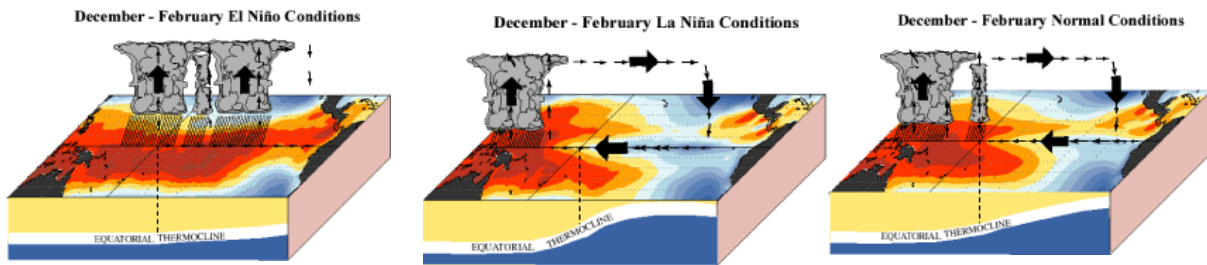 December - February El Niño Conditions
December - February La Niña Conditions
December - February Normal Conditions
EQUATORIAL THERMOCLINE
EQUATORIAL THERMOCLINE
EQUATORIAL THERMOCLINE